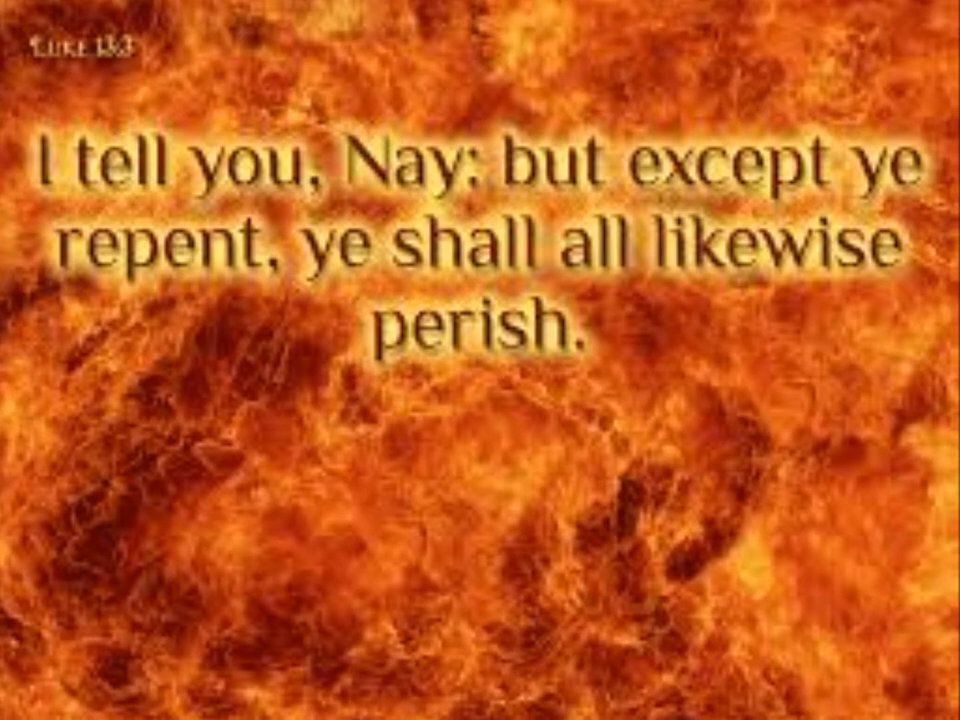 Luke 13:3
I tell you, Nay: but except ye
repent, ye shall all likewise
perish.